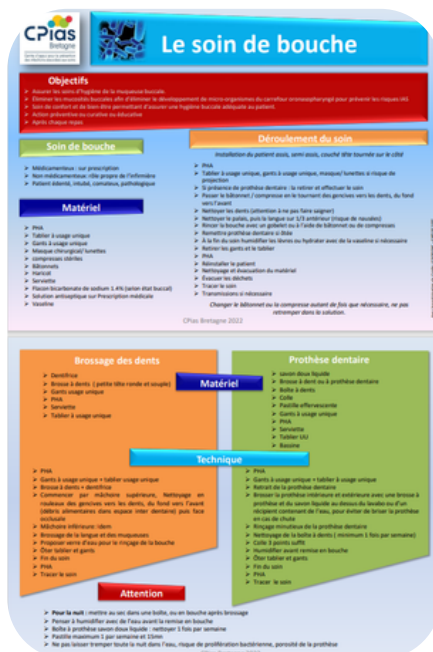 CPias
Bretagne
Le soin de bouche
Objectifs
Assurer les soins d'hygiène de la muqueuse buccale.
Éliminer les mucosités buccales afin d'éliminer le développement de micro-organismes du carrefour oropharyngé pour prévenir les risques IAS
Soin de confort et de bien être permettant d'assurer une hygiène buccale adéquate au patient.
Action préventive ou curative ou éducative
Après chaque repas
Soin de bouche
Médicamenteux : sur prescription
Non médicamenteux: rôle propre de l'infirmière
Patient édenté, intubé, comateux, pathologique
Matériel
PHA
Tablier à usage unique
Gants à usage unique
Masque chirurgical/ lunettes
compresses stériles
Bâtonnets
Haricot
Serviette
Flacon bicarbonate de sodium 1.4% (selon état buccal)
Solution antiseptique sur Prescription médicale
Vaseline
Déroulement du soin
Installation du patient assis, semi assis, couché tête tournée sur le côté
PHA
Tablier à usage unique, gants à usage unique, masque/ lunettes si risque
de projection
Si présence de prothèse dentaire : la retirer et effectuer le soin
Passer le bâtonnet / compresse en le tournant des gencives vers les dents, du fond
vers l'avant
Nettoyer les dents (attention à ne pas faire saigner)
Nettoyer le palais, puis la langue sur 1/3 antérieur (risque de nausées)
Rincer la bouche avec un gobelet ou à l'aide de bâtonnet ou de compresses
Remettre prothèse dentaire si ôtée
À la fin du soin humidifier les lèvres ou hydrater avec de la vaseline si nécessaire
Retirer les gants et le tablier
PHA
Réinstaller le patient
Nettoyage et évacuation du matériel
Évacuer les déchets
Tracer le soin
Transmissions si nécessaire
Changer le bâtonnet ou la compresse autant de fois que nécessaire, ne pas
retremper dans la solution.
CPias Bretagne 2022
Brossage des dents
Dentifrice
Brosse à dents ( petite tête ronde et souple)
Gants usage unique
PHA
Serviette
Tablier à usage unique
Matériel
Prothèse dentaire
savon doux liquide
Brosse à dent ou à prothèse dentaire
Boîte à dents
Colle
Pastille effervescente
Gants à usage unique
PHA
Serviette
Tablier UU
Bassine
Technique
PHA
Gants à usage unique + tablier usage unique
Brosse à dents + dentifrice
Commencer par mâchoire supérieure, Nettoyage en
rouleaux des gencives vers les dents, du fond vers l'avant
(débris alimentaires dans espace inter dentaire) puis face
occlusale
Mâchoire inférieure: idem
Brossage de la langue et des muqueuses
Proposer verre d'eau pour le rinçage de la bouche
Ôter tablier et gants
Fin du soin
PHA
Tracer le soin
PHA
Gants à usage unique + tablier à usage unique
Retrait de la prothèse dentaire
Brosser la prothèse intérieure et extérieure avec une brosse à
prothèse et du savon liquide au dessus du lavabo ou d'un
récipient contenant de l'eau, pour éviter de briser la prothèse
en cas de chute
Rinçage minutieux de la prothèse dentaire
Nettoyage de la boîte à dents ( minimum 1 fois par semaine)
Colle 3 points suffit
Humidifier avant remise en bouche
Ôter tablier et gants
Fin du soin
PHA
Tracer le soin
Attention
Pour la nuit : mettre au sec dans une boîte, ou en bouche après brossage
Penser à humidifier avec de l'eau avant la remise en bouche
Boîte à prothèse savon doux liquide : nettoyer 1 fois par semaine
Pastille maximum 1 par semaine et 15mn
Ne pas laisser tremper toute la nuit dans l'eau, risque de prolifération bactérienne, porosité de la prothèse